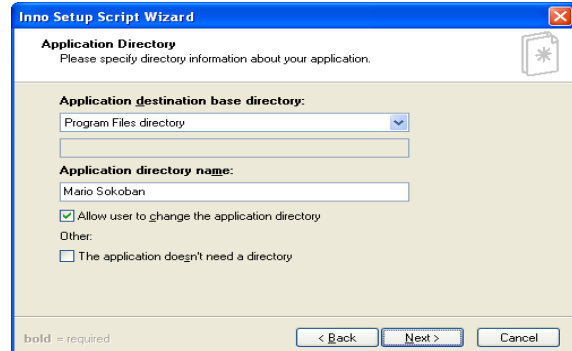 Inno Setup Script Wizard
Application Directory
Please specify directory information about your application.
Application destination base directory:
Program Files directory
Application directory name:
Mario Sokoban
Allow user to change the application directory
Other:
The application doesn't need a directory
bold = required
< Back
Next >
Cancel